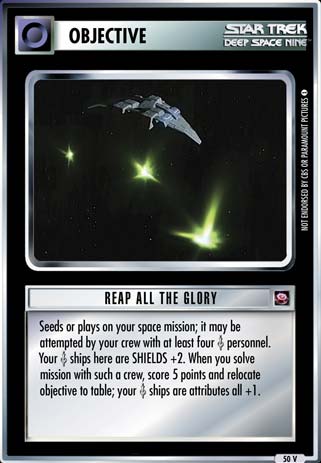 OBJECTIVE
STAR TREK
DEEP SPACE NINE
NOT ENDORSED BY CBS OR PARAMOUNT PICTURES
REAP ALL THE GLORY
Seeds or plays on your space mission; it may be
attempted by your crew with at least four personnel.
Your ships here are SHIELDS +2. When you solve
mission with such a crew, score 5 points and relocate
objective to table; your ships are attributes all +1.
50 V